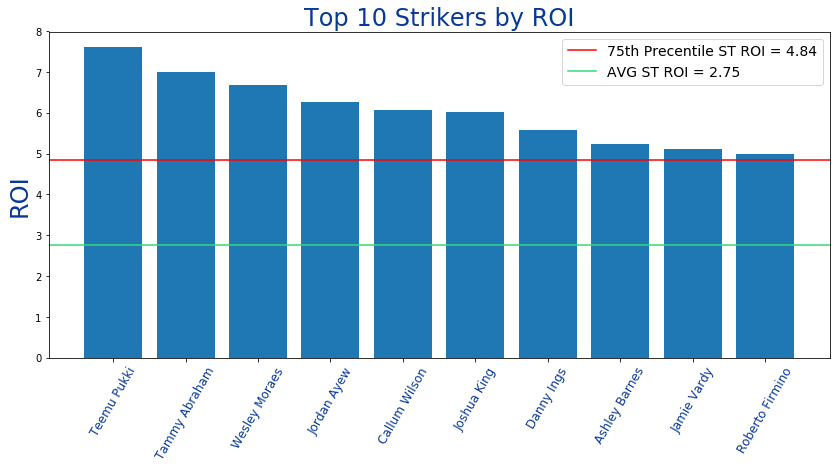 Top 10 Strikers by ROI
75th Precentile ST ROI = 4.84
AVG ST ROI = 2.75
ROI
8
7
6
5
4
3
2
1
0
Teemu Pukki
Tammy Abraham
Wesley Moraes
Jordan Ayew
Callum Wilson
Joshua King
Danny Ings
Ashley Barnes
Jamie Vardy
Roberto Firmino